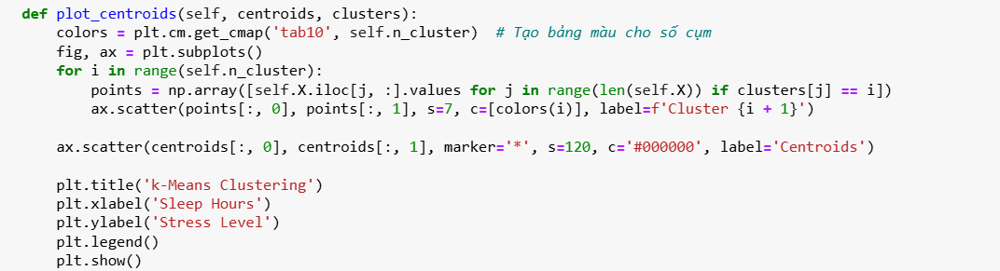 def plot_centroids(self, centroids, clusters):
    colors = plt.cm.get_cmap('tab10', self.n_cluster)  # Tạo bảng màu cho số cụm
    fig, ax = plt.subplots()
    for i in range(self.n_cluster):
        points = np.array([self.X.iloc[j, :].values for j in range(len(self.X)) if clusters[j] == i])
        ax.scatter(points[:, 0], points[:, 1], s=7, c=[colors(i)], label=f'Cluster {i + 1}')

    ax.scatter(centroids[:, 0], centroids[:, 1], marker='*', s=120, c='#000000', label='Centroids')

    plt.title('k-Means Clustering')
    plt.xlabel('Sleep Hours')
    plt.ylabel('Stress Level')
    plt.legend()
    plt.show()